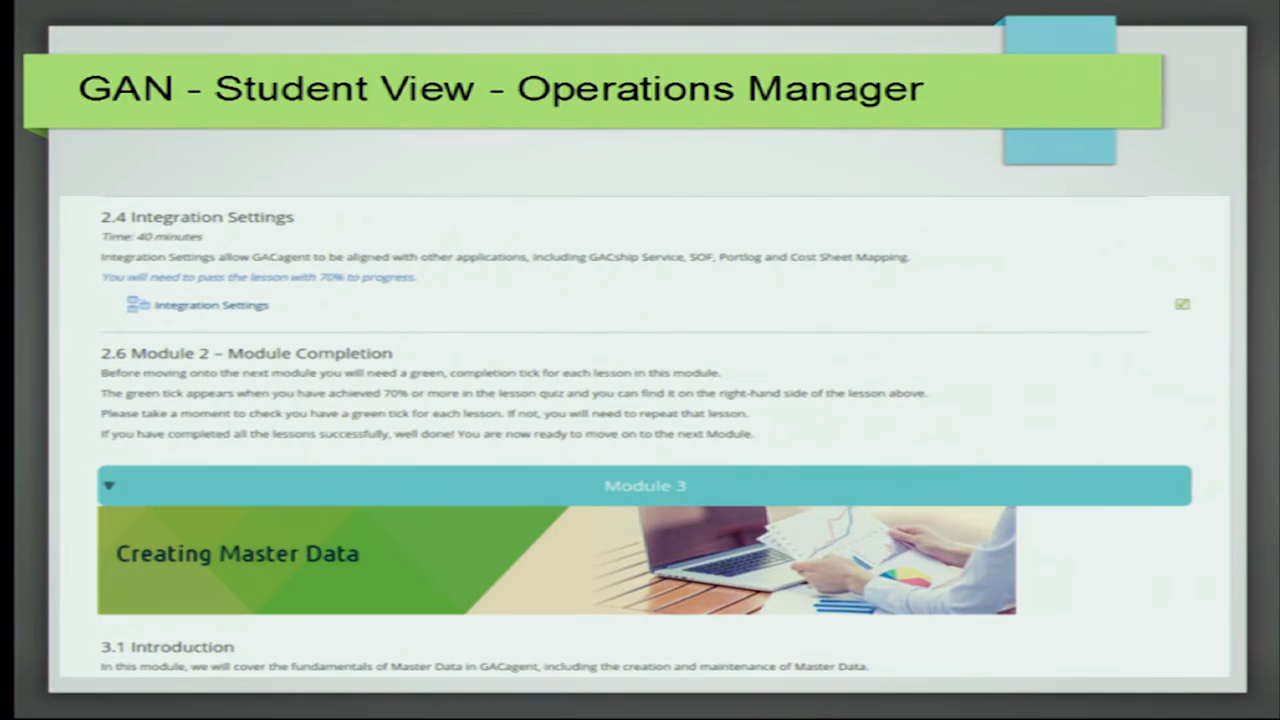 GAN - Student View - Operations Manager
2.4 Integration Settings
Time: 40 minutes
Integration Settings allow GACagent to be aligned with other applications, including GACship Service, SOF, Portlog and Cost Sheet Mapping.
You will need to pass the lesson with 70% to progress.
Integration Settings
2.6 Module 2 – Module Completion
Before moving onto the next module you will need a green, completion tick for each lesson in this module.
The green tick appears when you have achieved 70% or more in the lesson quiz and you can find it on the right-hand side of the lesson above.
Please take a moment to check you have a green tick for each lesson. If not, you will need to repeat that lesson.
If you have completed all the lessons successfully, well done! You are now ready to move on to the next Module.
Module 3
Creating Master Data
3.1 Introduction
In this module, we will cover the fundamentals of Master Data in GACagent, including the creation and maintenance of Master Data.